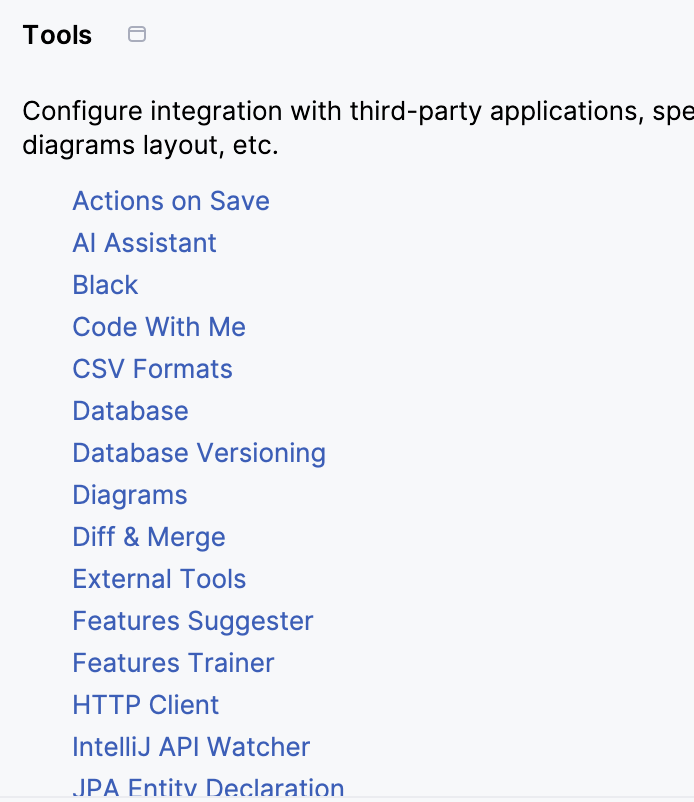 Tools
Configure integration with third-party applications, spe
diagrams layout, etc.
Actions on Save
AI Assistant
Black
Code With Me
CSV Formats
Database
Database Versioning
Diagrams
Diff & Merge
External Tools
Features Suggester
Features Trainer
HTTP Client
IntelliJ API Watcher
JPA Entity Declaration